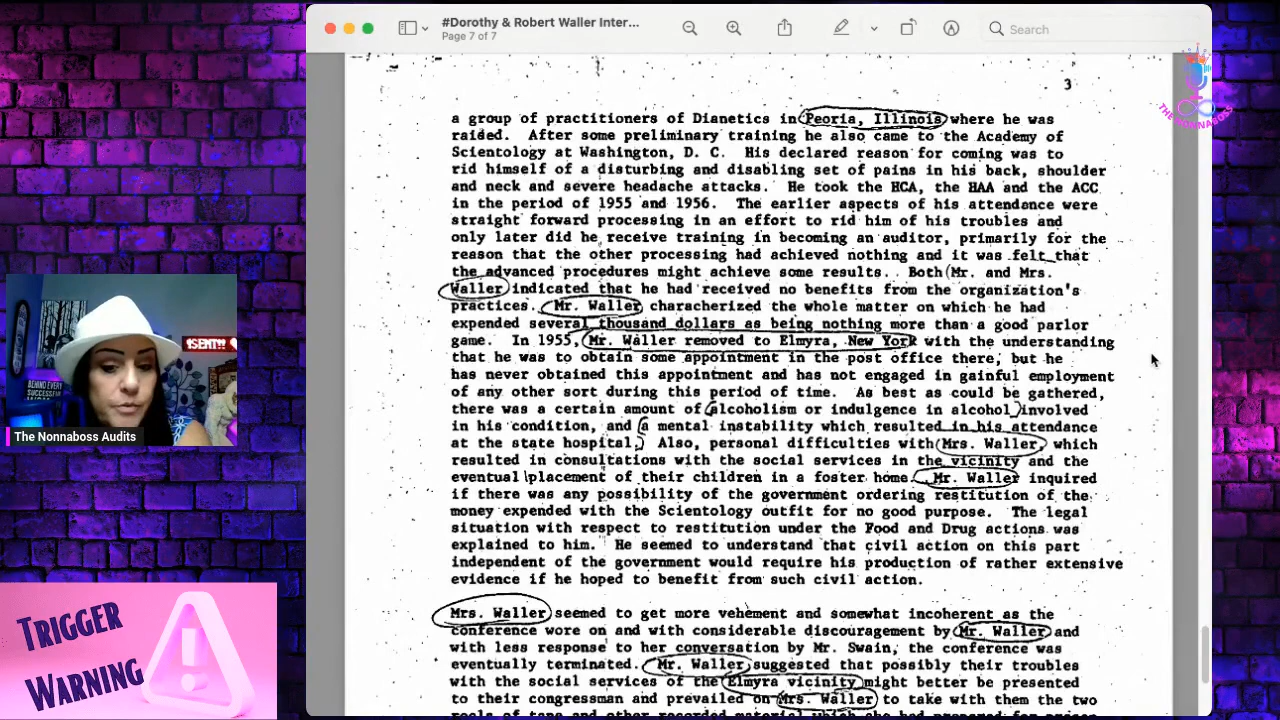 #Dorothy & Robert Waller Inter...
Page 7 of 7
Search
THE NONNABOSS
3
a group of practitioners of Dianetics in Peoria, Illinois where he was
raided. After some preliminary training he also came to the Academy of
Scientology at Washington, D. C. His declared reason for coming was to
rid himself of a disturbing and disabling set of pains in his back, shoulder
and neck and severe headache attacks. He took the HCA, the HAA and the ACC
in the period of 1955 and 1956. The earlier aspects of his attendance were
straight forward processing in an effort to rid him of his troubles and
only later did he receive training in becoming an auditor, primarily for the
reason that the other processing had achieved nothing and it was felt that
the advanced procedures might achieve some results. Both (Mr. and Mrs.
Waller indicated that he had received no benefits from the organization's
practices. Mr. Waller characterized the whole matter on which he had
expended several thousand dollars as being nothing more than a good parlor
game. In 1955, Mr. Waller removed to Elmyra, New York with the understanding
that he was to obtain some appointment in the post office there, but he
has never obtained this appointment and has not engaged in gainful employment
of any other sort during this period of time. As best as could be gathered,
there was a certain amount of (alcoholism or indulgence in alcohol) involved
in his condition, and (a mental instability which resulted in his attendance
at the state hospital.) Also, personal difficulties with Mrs. Waller, which
resulted in consultations with the social services in the vicinity and the
eventual placement of their children in a foster home. Mr. Waller inquired
if there was any possibility of the government ordering restitution of the
money expended with the Scientology outfit for no good purpose. The legal
situation with respect to restitution under the Food and Drug actions was
explained to him. He seemed to understand that civil action on this part
independent of the government would require his production of rather extensive
evidence if he hoped to benefit from such civil action.
Mrs. Waller seemed to get more vehement and somewhat incoherent as the
conference wore on and with considerable discouragement by Mr. Waller and
with less response to her conversation by Mr. Swain, the conference was
eventually terminated. Mr. Waller suggested that possibly their troubles
with the social services of the Elmyra vicinity might better be presented
to their congressman and prevailed on Mrs. Waller to take with them the two
BEHIND EVERY
SUCCESSFUL
The Nonnaboss Audits
TRIGGER
WARNING